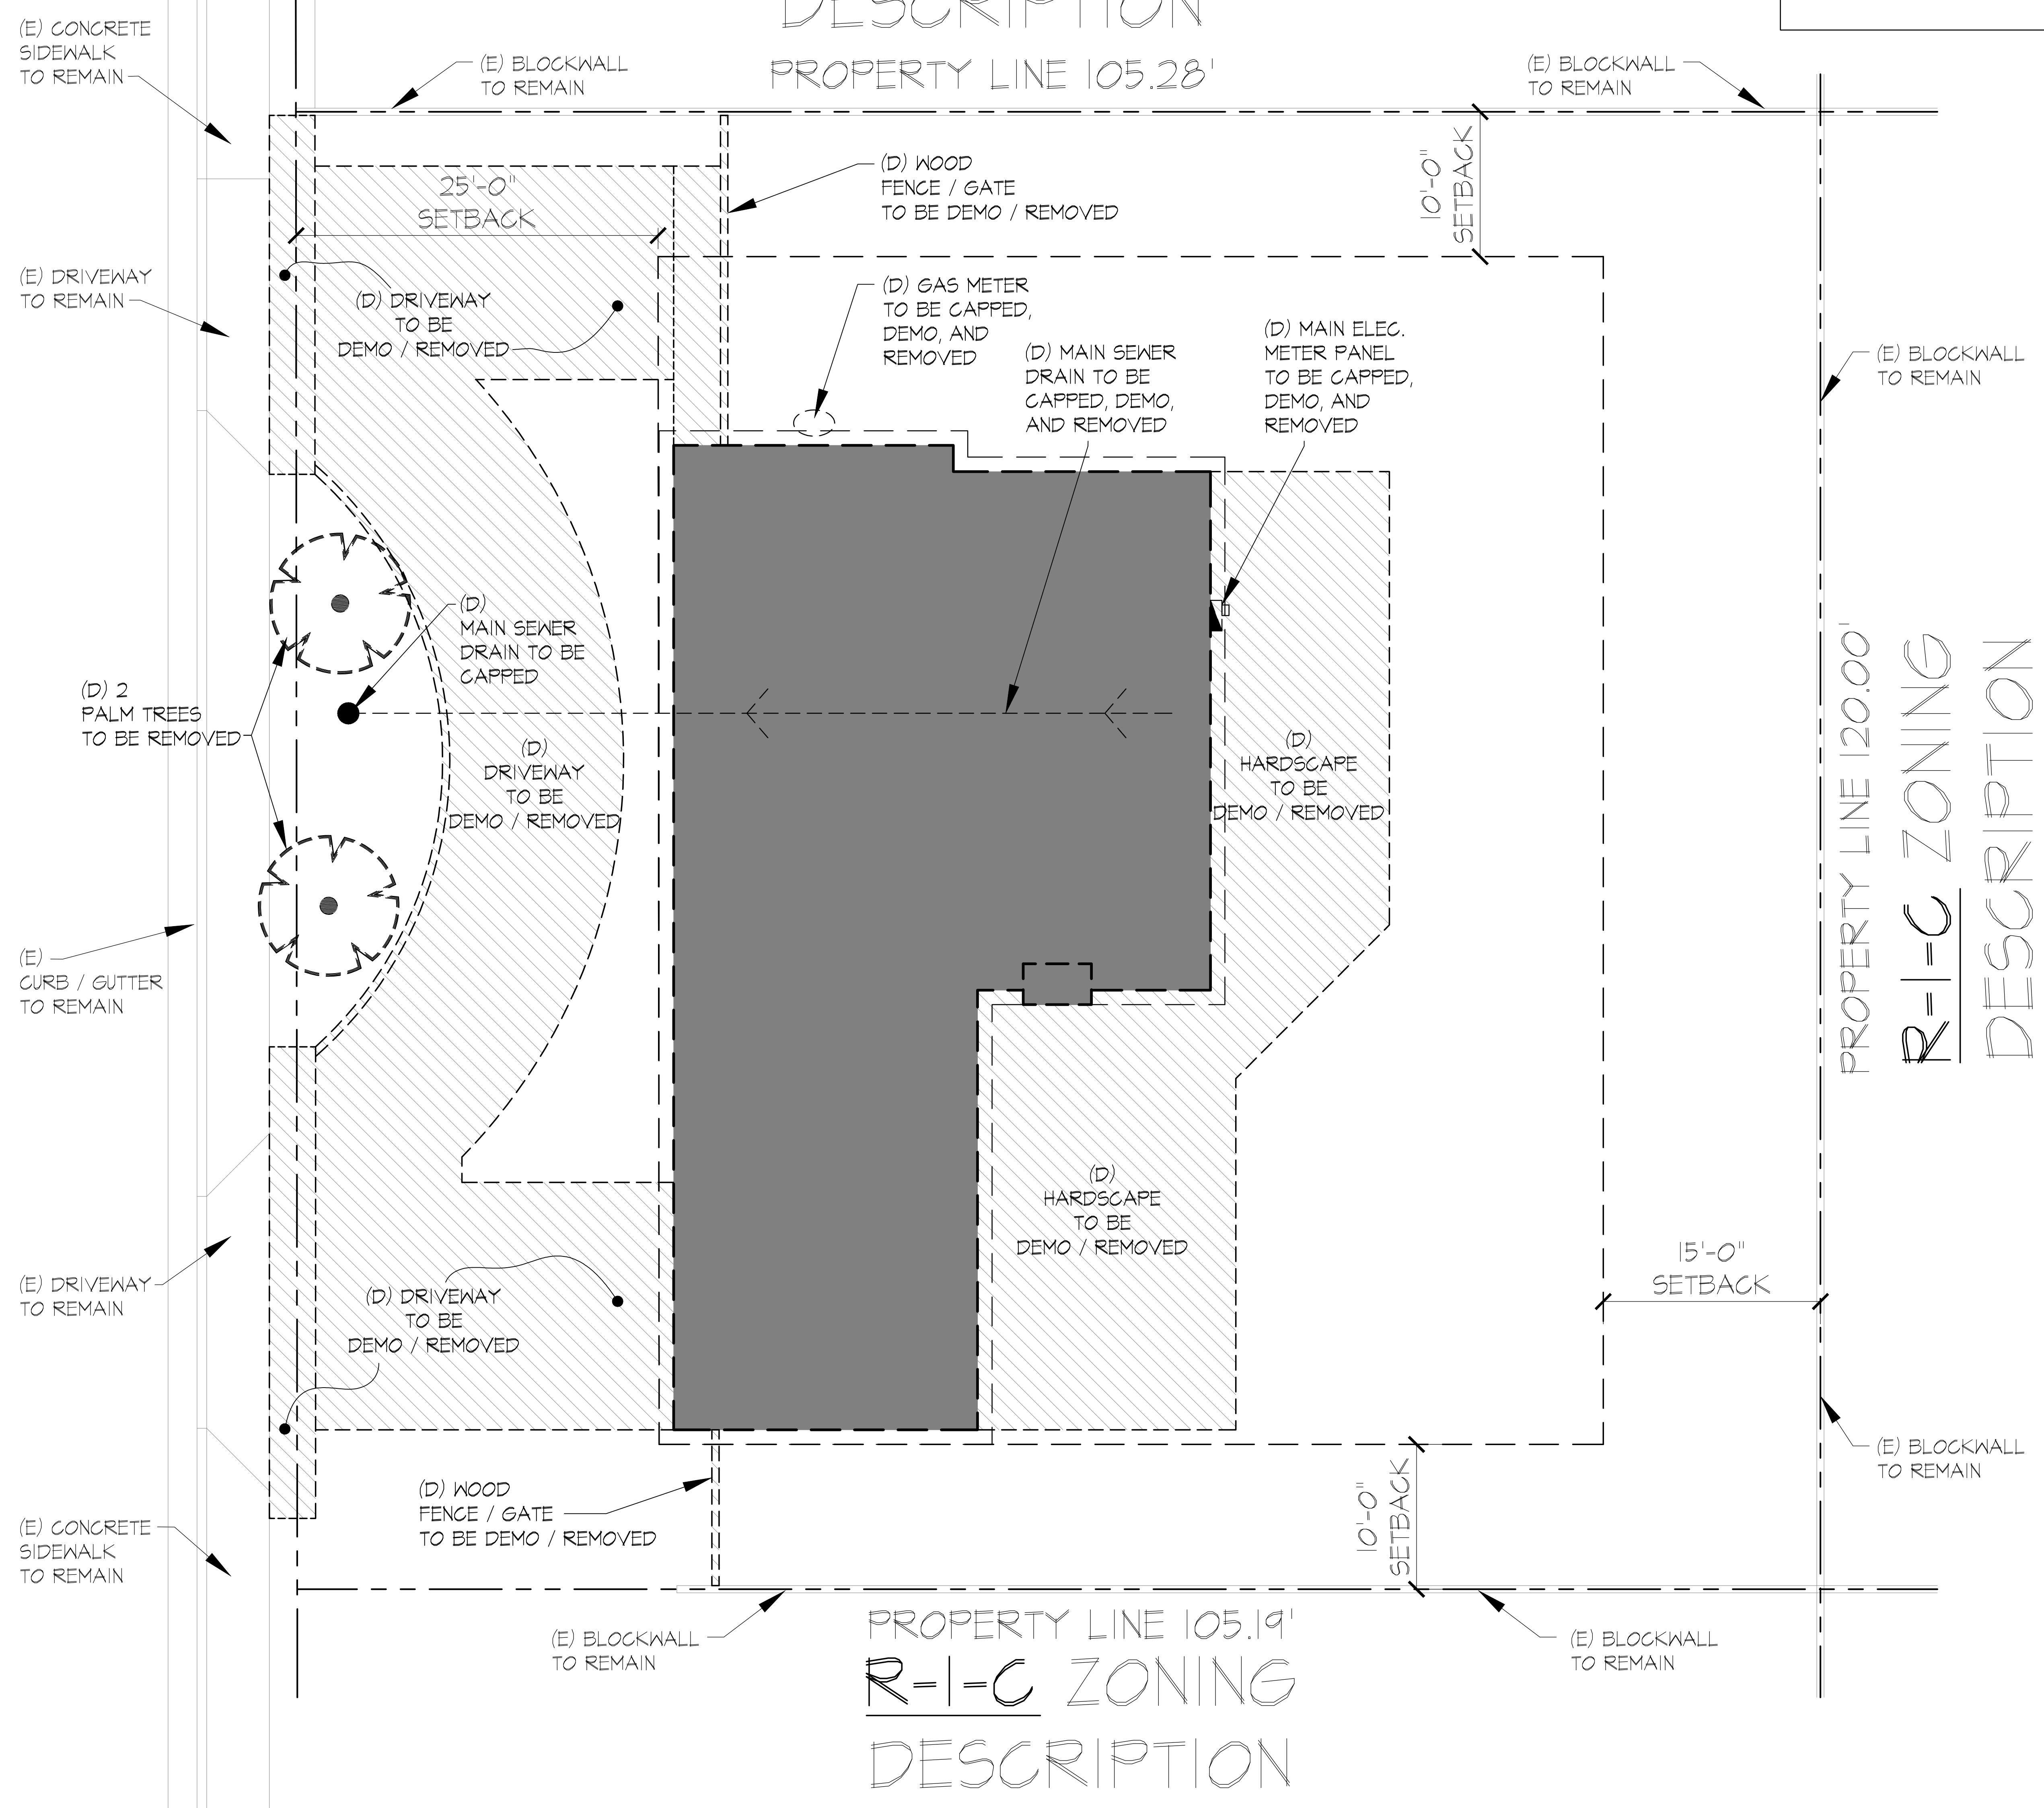 DESCRIPTION
PROPERTY LINE 105.28'
(E) CONCRETE
SIDEWALK
TO REMAIN
(E) BLOCKWALL
TO REMAIN
(E) BLOCKWALL
TO REMAIN
(D) WOOD
FENCE / GATE
TO BE DEMO / REMOVED
25'-0"
SETBACK
10'-0"
SETBACK
(E) DRIVEWAY
TO REMAIN
(D) DRIVEWAY
TO BE
DEMO / REMOVED
(D) GAS METER
TO BE CAPPED,
DEMO, AND
REMOVED
(D) MAIN SEWER
DRAIN TO BE
CAPPED, DEMO,
AND REMOVED
(D) MAIN ELEC.
METER PANEL
TO BE CAPPED,
DEMO, AND
REMOVED
(E) BLOCKWALL
TO REMAIN
(D)
MAIN SEWER
DRAIN TO BE
CAPPED
(D) 2
PALM TREES
TO BE REMOVED
(D)
DRIVEWAY
TO BE
DEMO / REMOVED
(D)
HARDSCAPE
TO BE
DEMO / REMOVED
PROPERTY LINE 120.00'
R-1-C ZONING
DESCRIPTION
(E)
CURB / GUTTER
TO REMAIN
(D)
HARDSCAPE
TO BE
DEMO / REMOVED
15'-0"
SETBACK
(E) DRIVEWAY
TO REMAIN
(D) DRIVEWAY
TO BE
DEMO / REMOVED
(E) BLOCKWALL
TO REMAIN
(D) WOOD
FENCE / GATE
TO BE DEMO / REMOVED
10'-0"
SETBACK
(E) CONCRETE
SIDEWALK
TO REMAIN
(E) BLOCKWALL
TO REMAIN
PROPERTY LINE 105.19'
R-1-C ZONING
DESCRIPTION
(E) BLOCKWALL
TO REMAIN